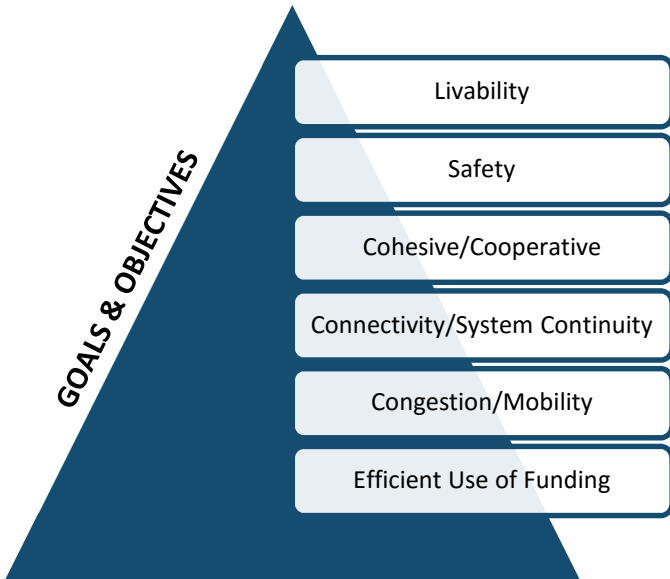 GOALS & OBJECTIVES
Livability
Safety
Cohesive/Cooperative
Connectivity/System Continuity
Congestion/Mobility
Efficient Use of Funding